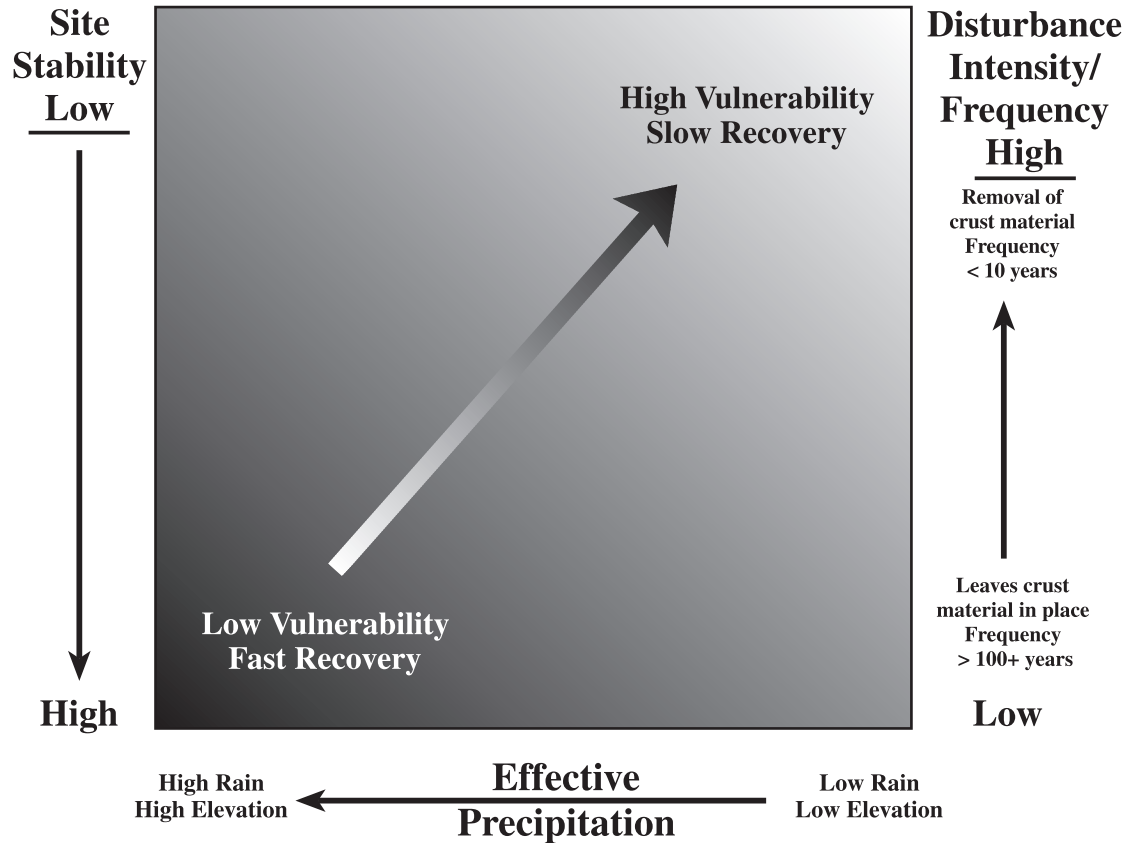 Site
Stability
Low
High
High Vulnerability
Slow Recovery
Low Vulnerability
Fast Recovery
Disturbance
Intensity/
Frequency
High
Removal of
crust material
Frequency
< 10 years
Leaves crust
material in place
Frequency
> 100+ years
Low
High Rain
High Elevation
Effective
Precipitation
Low Rain
Low Elevation